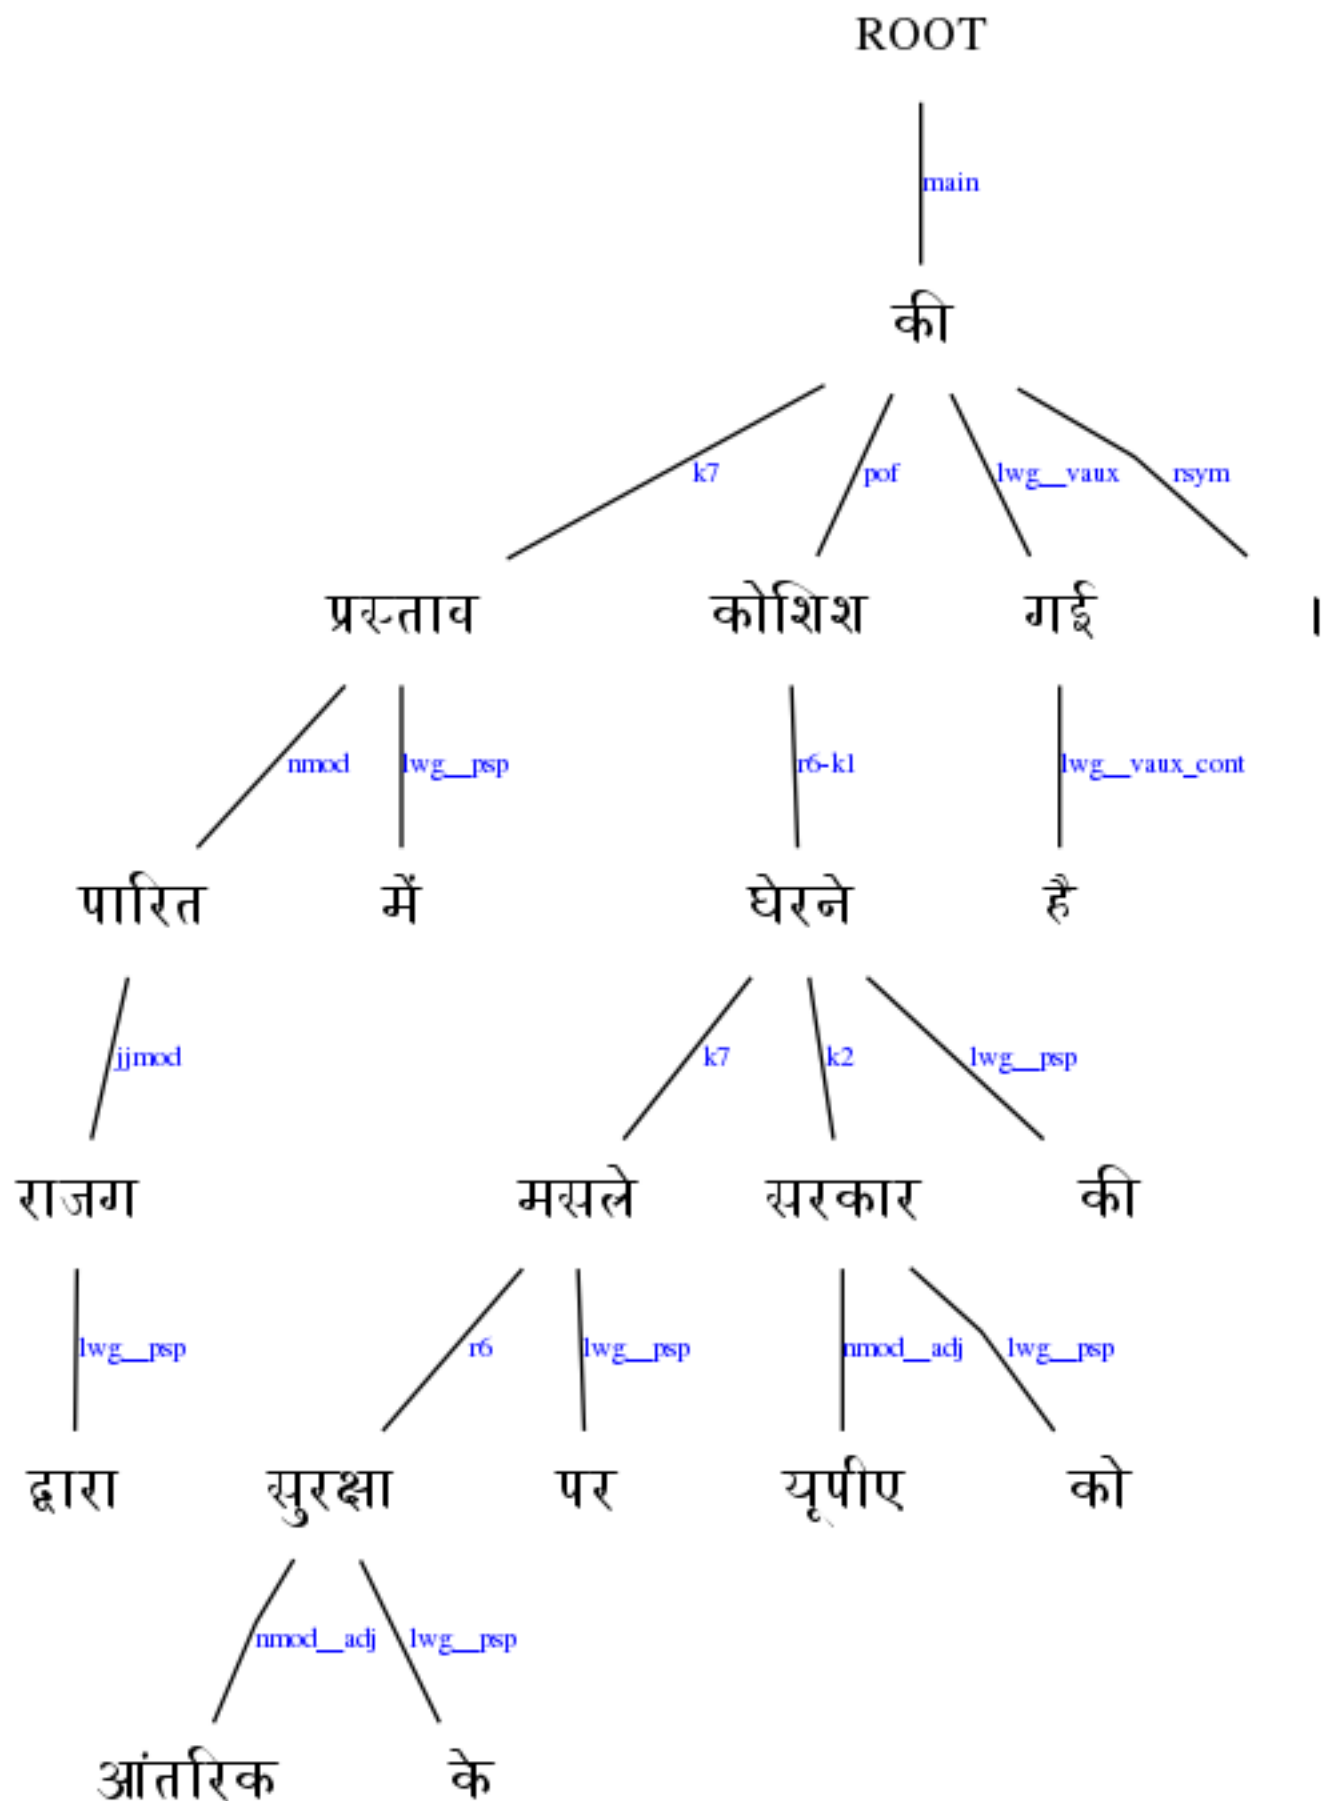 ROOT
main
की
k7 pof lwg__vaux rsym
प्रस्ताव कोशिश गई ।
nmod lwg__psp r6-k1 lwg__vaux_cont
पारित में घेरने है
jjmod k7 k2 lwg__psp
राजग मसले सरकार की
lwg__psp r6 lwg__psp nmod__adj lwg__psp
द्वारा सुरक्षा पर यूपीए को
nmod__adj lwg__psp
आंतरिक के